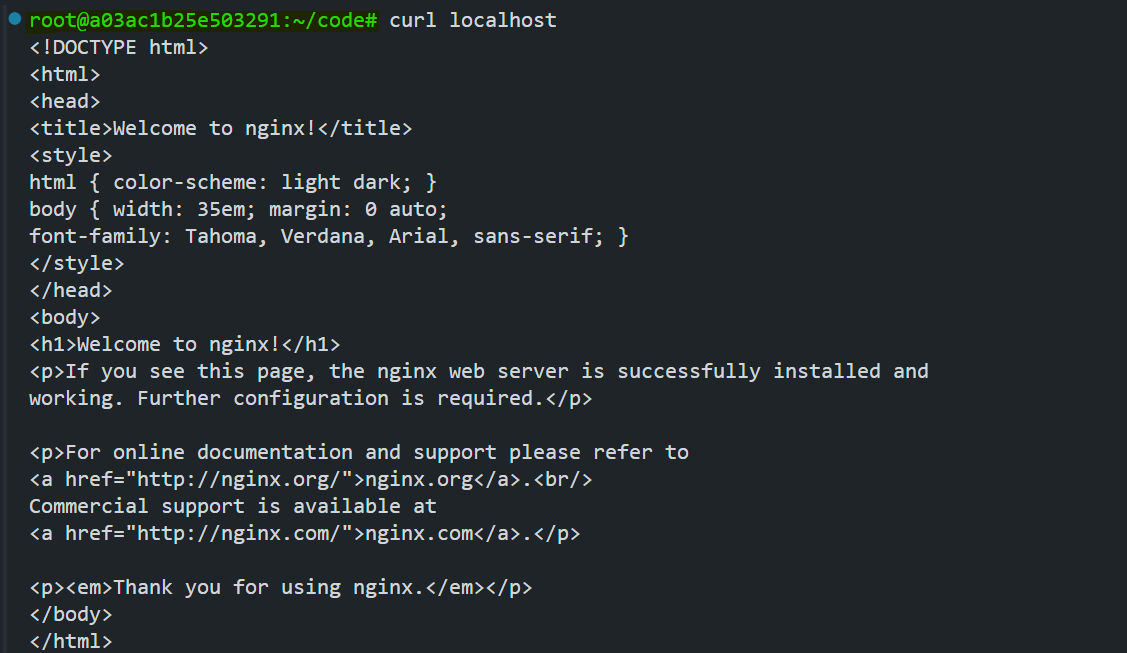 root@a03ac1b25e503291:~/code# curl localhost
<!DOCTYPE html>
<html>
<head>
<title>Welcome to nginx!</title>
<style>
html { color-scheme: light dark; }
body { width: 35em; margin: 0 auto;
font-family: Tahoma, Verdana, Arial, sans-serif; }
</style>
</head>
<body>
<h1>Welcome to nginx!</h1>
<p>If you see this page, the nginx web server is successfully installed and
working. Further configuration is required.</p>

<p>For online documentation and support please refer to
<a href="http://nginx.org/">nginx.org</a>.<br/>
Commercial support is available at
<a href="http://nginx.com/">nginx.com</a>.</p>

<p><em>Thank you for using nginx.</em></p>
</body>
</html>